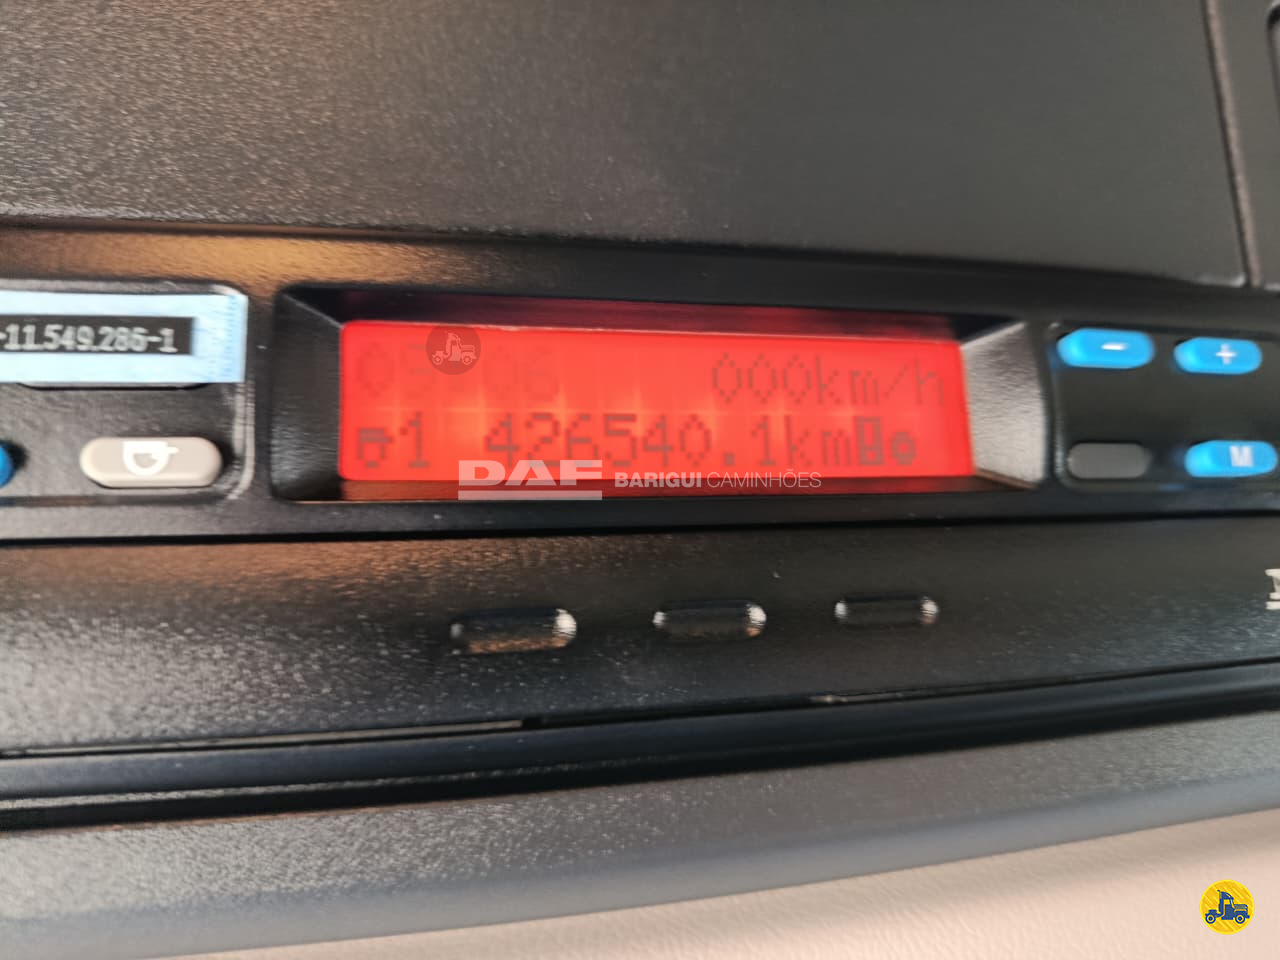 -11.549.286-1
000km/h
1 426540.1km
DAF BARIGUI CAMINHÕES
- +
M